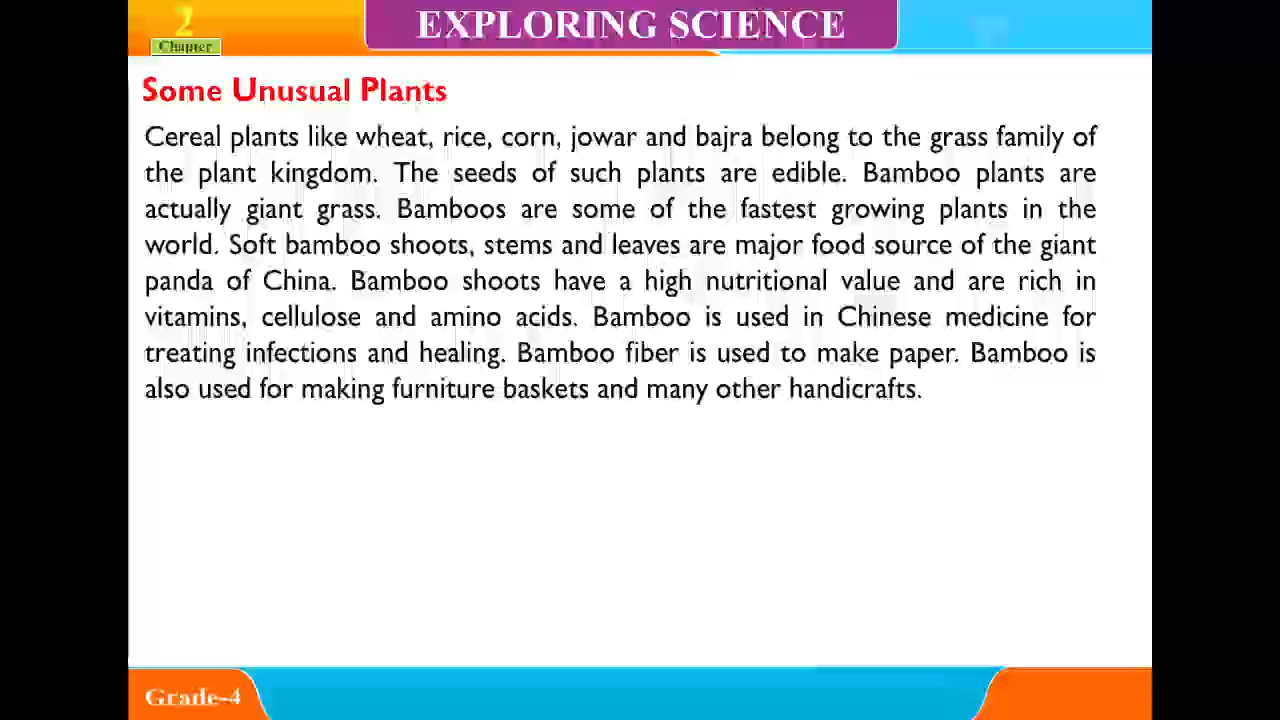 2
Chapter
EXPLORING SCIENCE
Some Unusual Plants
Cereal plants like wheat, rice, corn, jowar and bajra belong to the grass family of
the plant kingdom. The seeds of such plants are edible. Bamboo plants are
actually giant grass. Bamboos are some of the fastest growing plants in the
world. Soft bamboo shoots, stems and leaves are major food source of the giant
panda of China. Bamboo shoots have a high nutritional value and are rich in
vitamins, cellulose and amino acids. Bamboo is used in Chinese medicine for
treating infections and healing. Bamboo fiber is used to make paper. Bamboo is
also used for making furniture baskets and many other handicrafts.
Grade-4